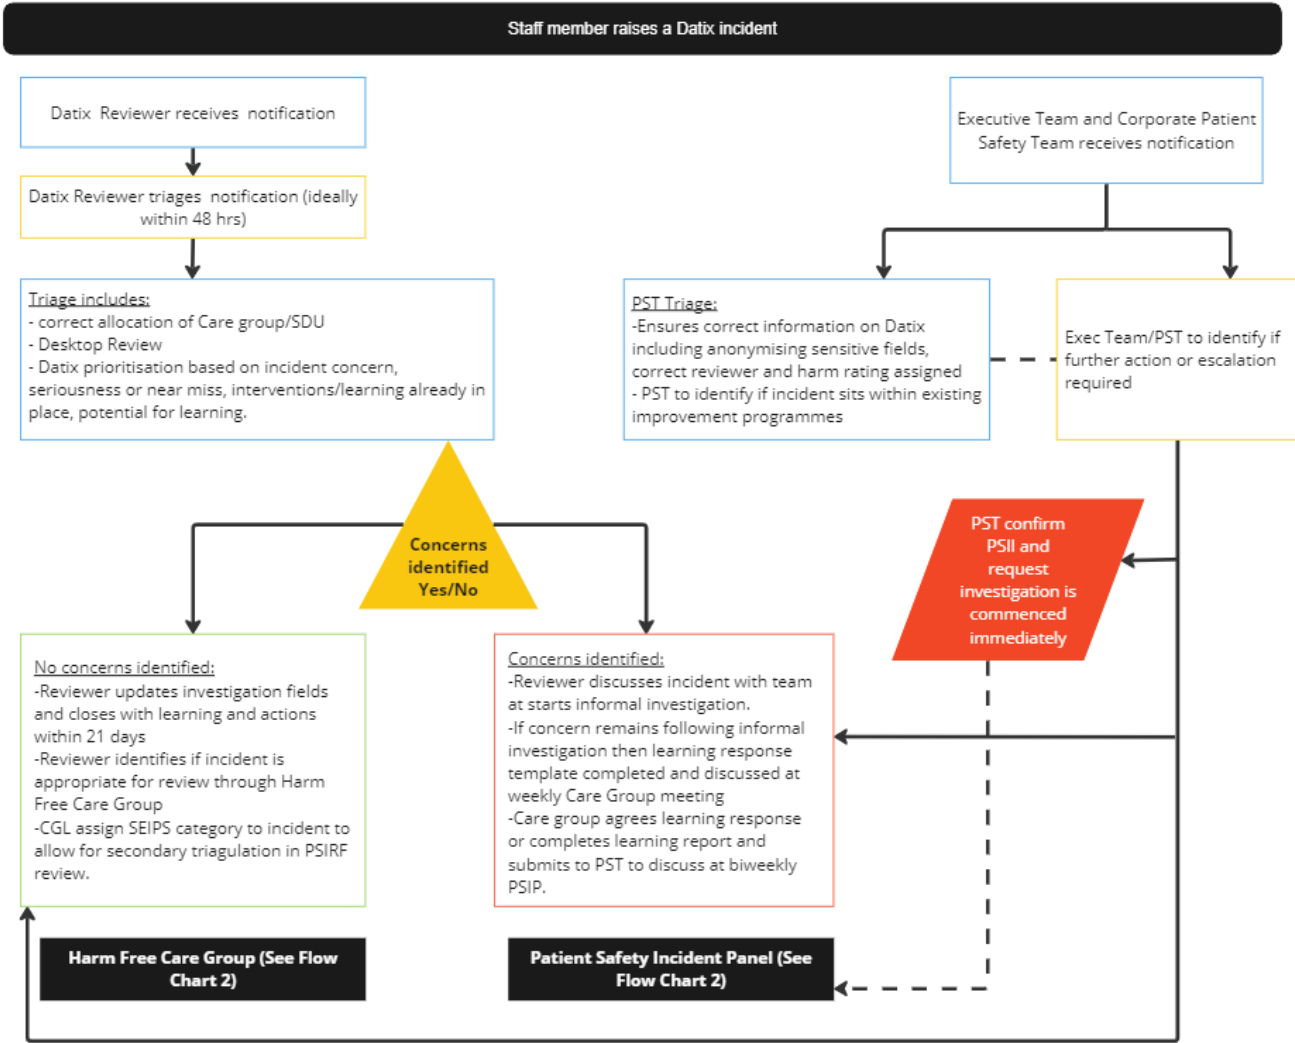 Staff member raises a Datix incident
Datix Reviewer receives notification
Datix Reviewer triages notification (ideally
within 48 hrs)
Triage includes:
- correct allocation of Care group/SDU
- Desktop Review
- Datix prioritisation based on incident concern,
seriousness or near miss, interventions/learning already in
place, potential for learning.
Executive Team and Corporate Patient
Safety Team receives notification
PST Triage:
-Ensures correct information on Datix
including anonymising sensitive fields,
correct reviewer and harm rating assigned
- PST to identify if incident sits within existing
improvement programmes
Exec Team/PST to identify if
further action or escalation
required
Concerns
identified
Yes/No
PST confirm
PSII and
request
investigation is
commenced
immediately
No concerns identified:
-Reviewer updates investigation fields
and closes with learning and actions
within 21 days
-Reviewer identifies if incident is
appropriate for review through Harm
Free Care Group
-CGL assign SEIPS category to incident to
allow for secondary triagulation in PSIRF
review.
Concerns identified:
-Reviewer discusses incident with team
at starts informal investigation.
-If concern remains following informal
investigation then learning response
template completed and discussed at
weekly Care Group meeting
-Care group agrees learning response
or completes learning report and
submits to PST to discuss at biweekly
PSIP.
Harm Free Care Group (See Flow
Chart 2)
Patient Safety Incident Panel (See
Flow Chart 2)